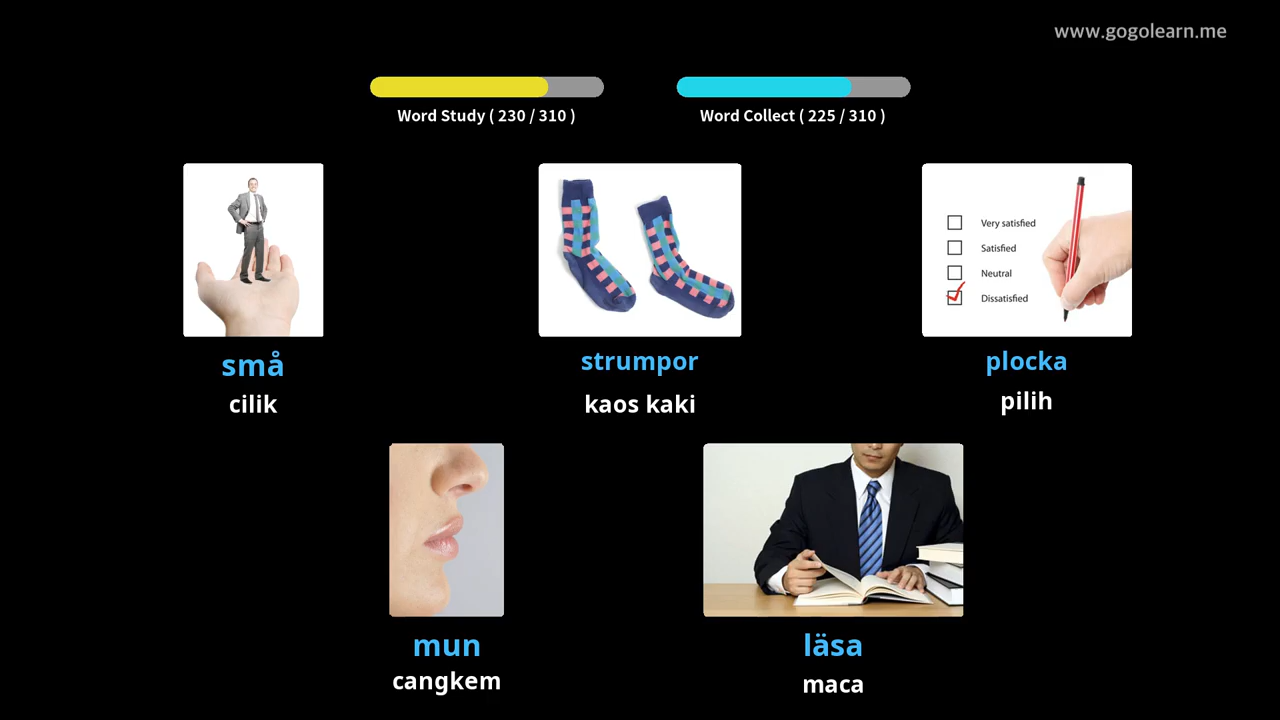 www.gogolearn.me
Word Study ( 230 / 310 )
Word Collect ( 225 / 310 )
Very satisfied
Satisfied
Neutral
Dissatisfied
små
strumpor
plocka
cilik
kaos kaki
pilih
mun
läsa
cangkem
maca